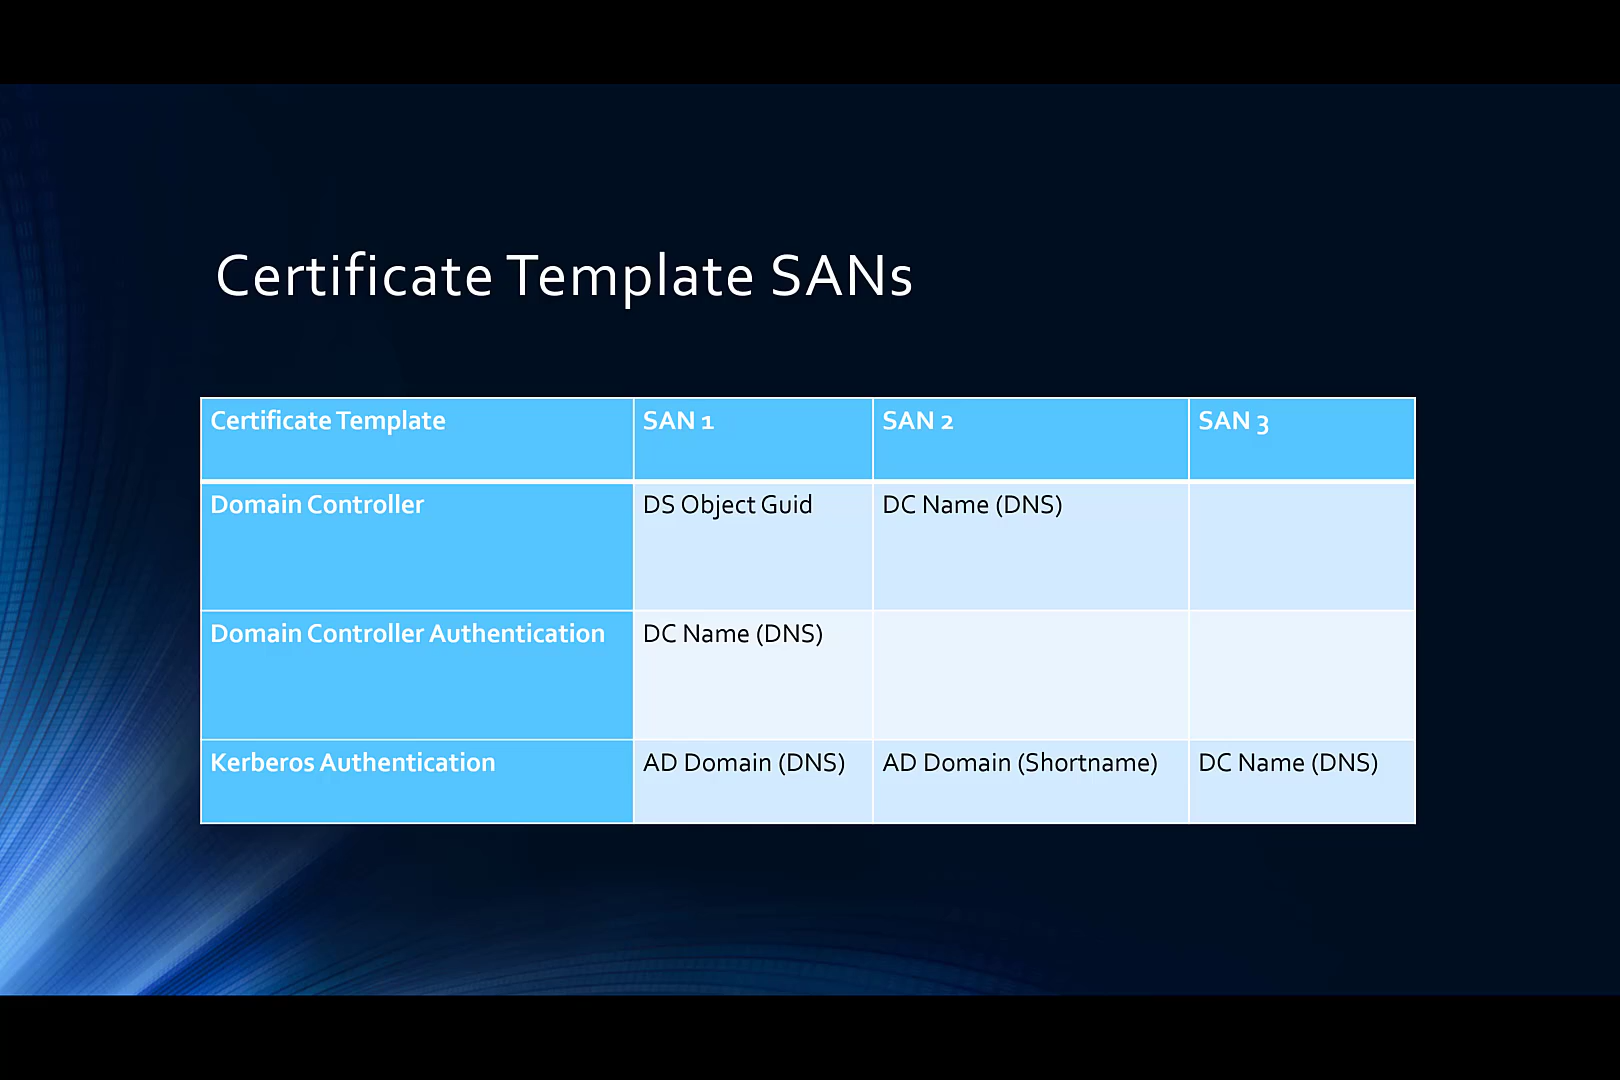 Certificate Template SANs
Certificate Template SAN 1 SAN 2 SAN 3
Domain Controller DS Object Guid DC Name (DNS)
Domain Controller Authentication DC Name (DNS)
Kerberos Authentication AD Domain (DNS) AD Domain (Shortname) DC Name (DNS)